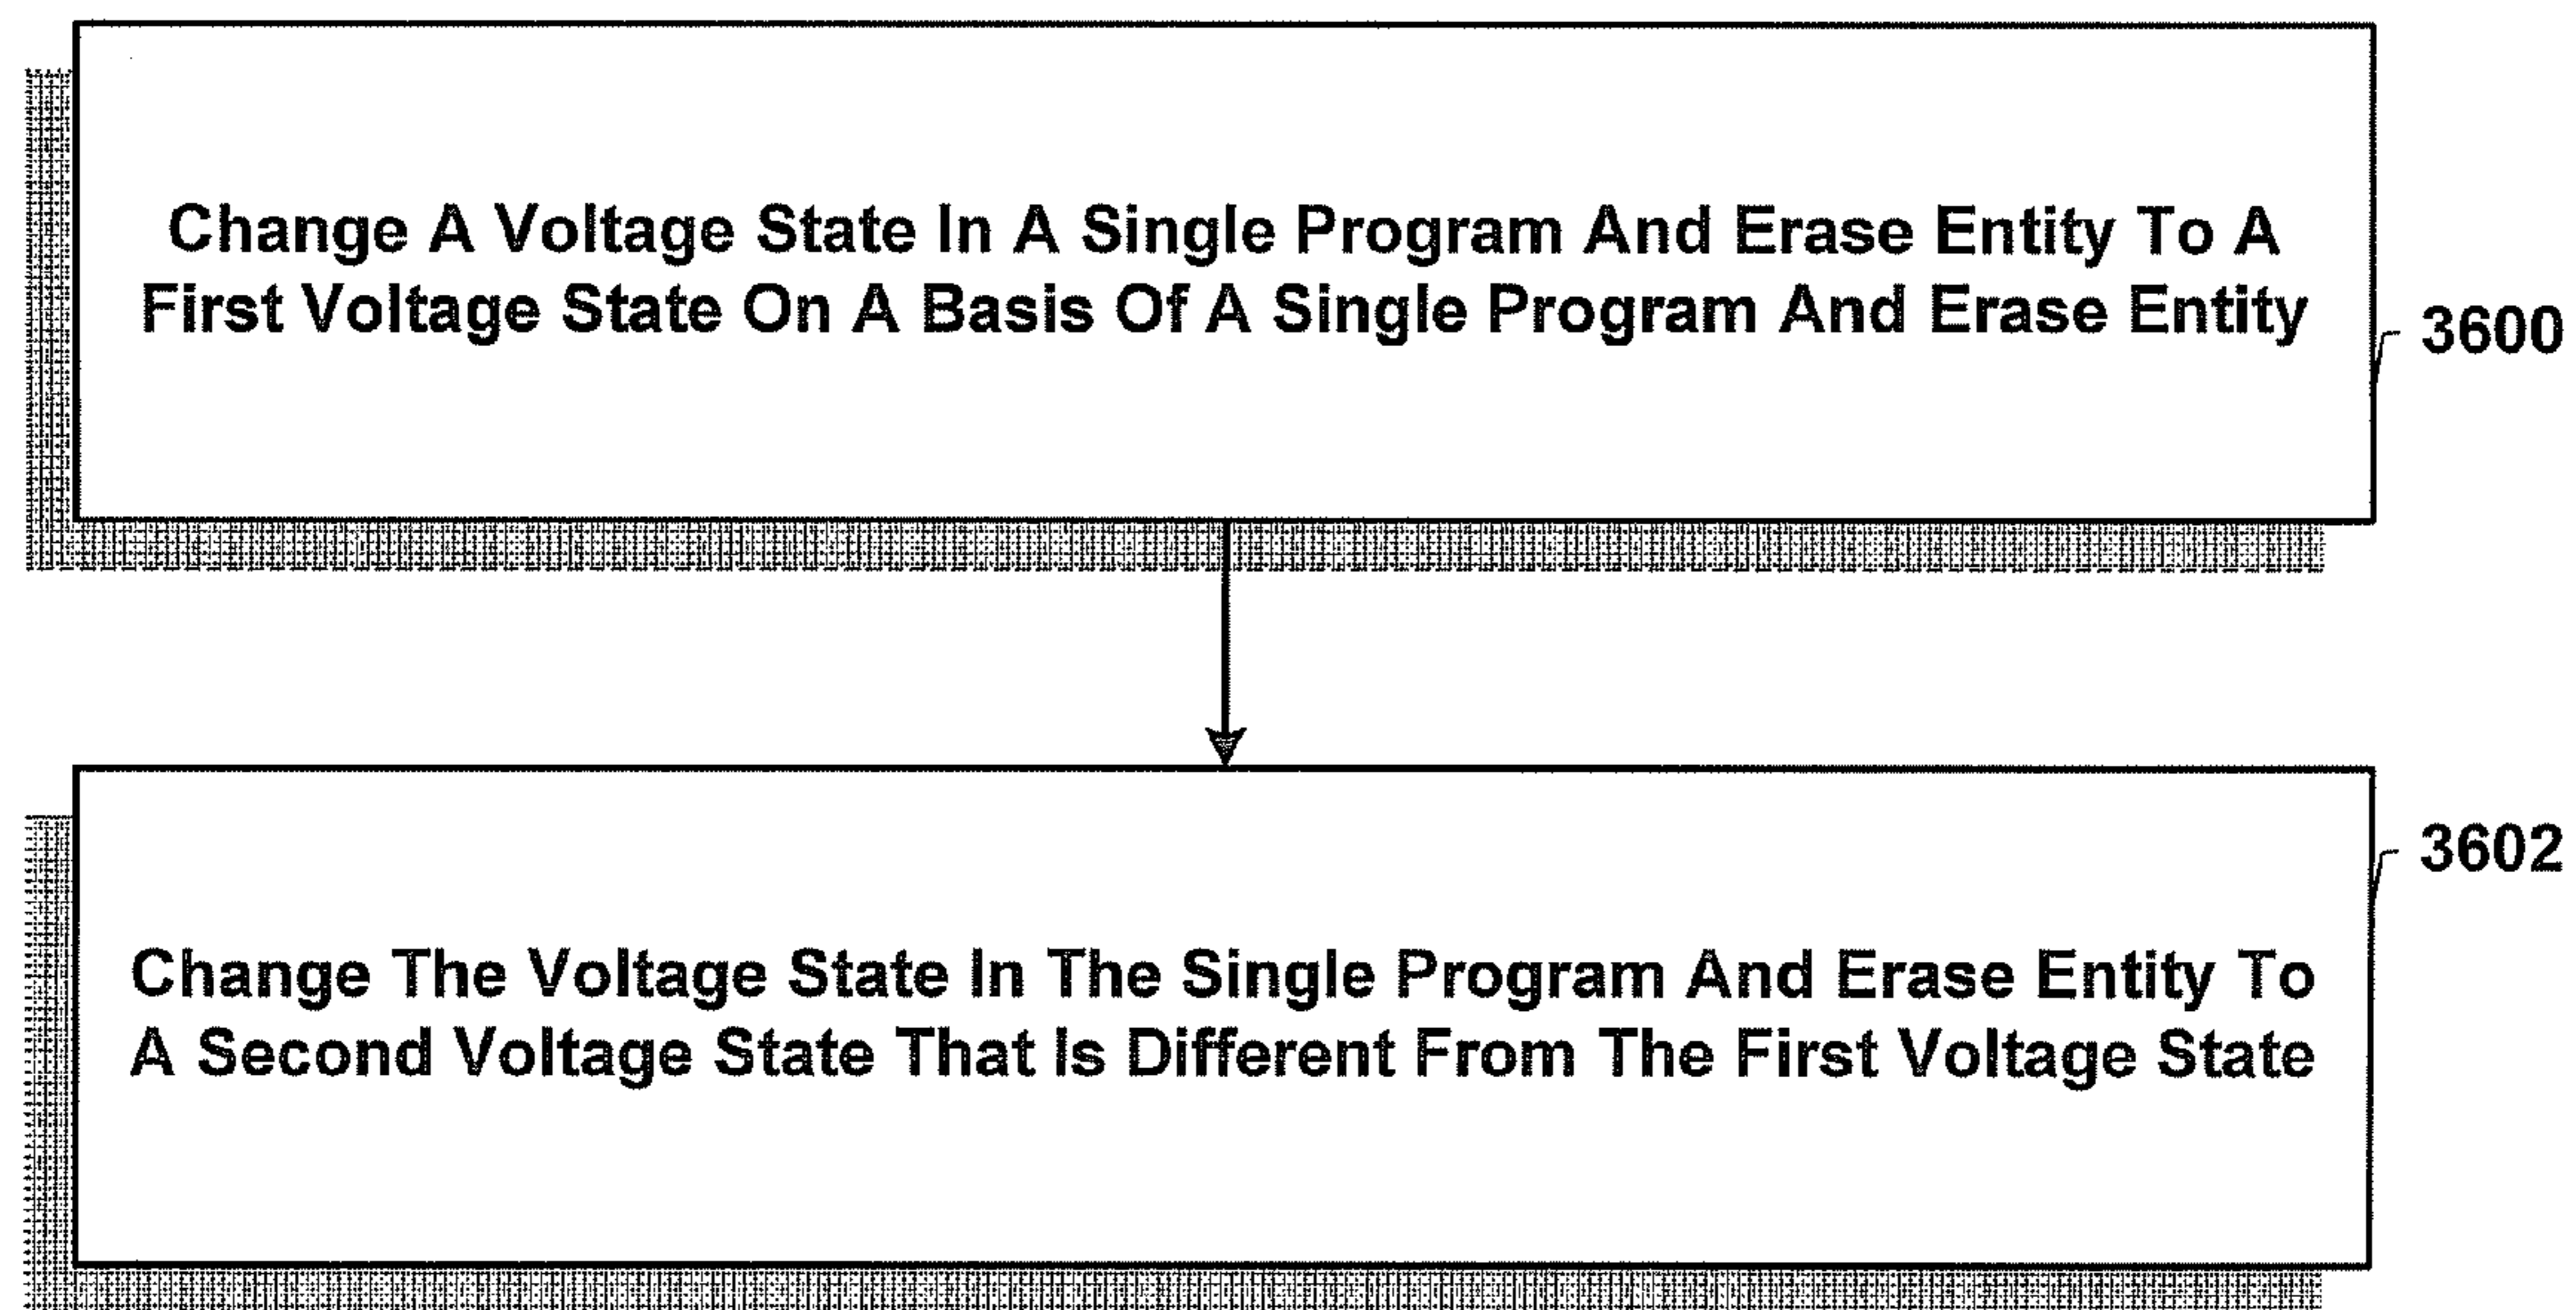 Change A Voltage State In A Single Program And Erase Entity To A
First Voltage State On A Basis Of A Single Program And Erase Entity
3600
3602
Change The Voltage State In The Single Program And Erase Entity To
A Second Voltage State That Is Different From The First Voltage State